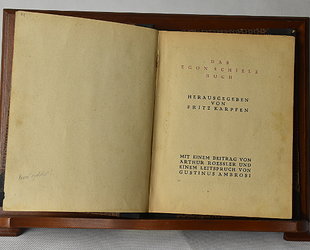 DAS
EGON SCHIELE
BUCH
HERAUSGEGEBEN
VON
FRITZ KARPFEN
MIT EINEM BEITRAG VON
ARTHUR ROESSLER UND
EINEM LEITSPRUCH VON
GUSTINUS AMBROSI